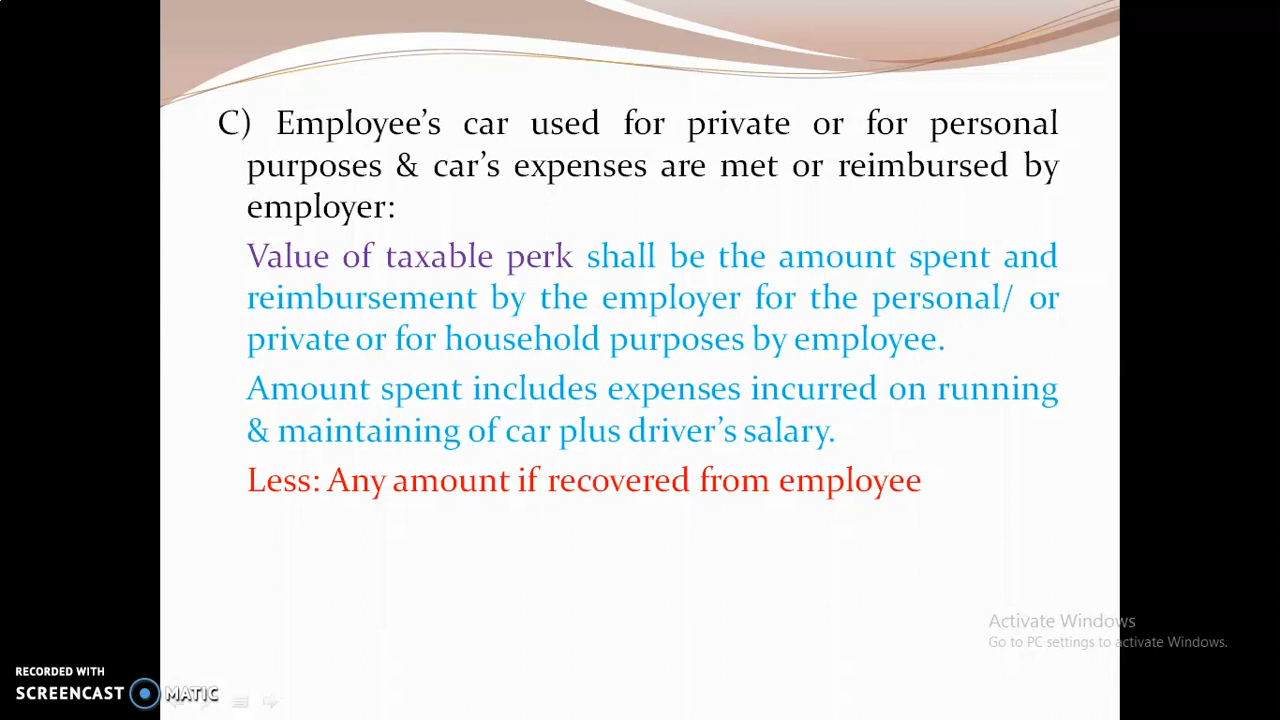 C) Employee’s car used for private or for personal
purposes & car’s expenses are met or reimbursed by
employer:
Value of taxable perk shall be the amount spent and
reimbursement by the employer for the personal/ or
private or for household purposes by employee.
Amount spent includes expenses incurred on running
& maintaining of car plus driver’s salary.
Less: Any amount if recovered from employee
Activate Windows
Go to PC settings to activate Windows.
RECORDED WITH
SCREENCAST MATIC